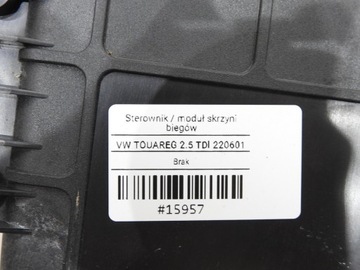 Sterownik / moduł skrzyni
biegów
VW TOUAREG 2.5 TDI 220601
Brak
#15957